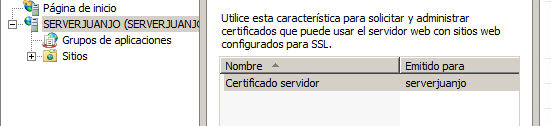 Página de inicio
SERVERJUANJO (SERVERJUANJO
Grupos de aplicaciones
Sitios
Utilice esta característica para solicitar y administrar
certificados que puede usar el servidor web con sitios web
configurados para SSL.
Nombre Emitido para
Certificado servidor serverjuanjo